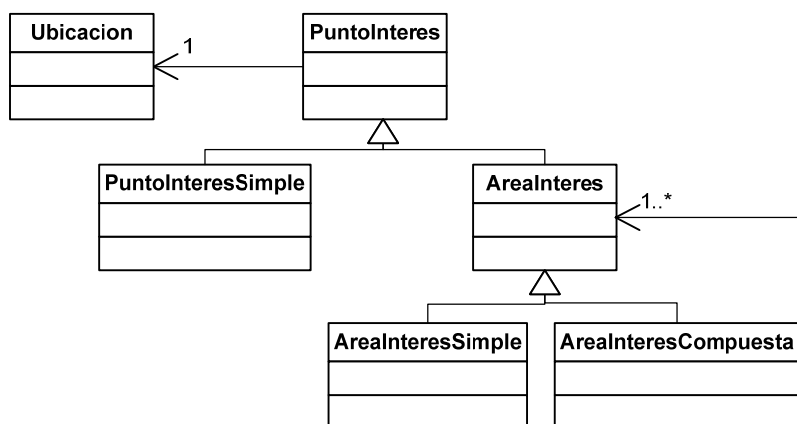 Ubicacion
1
PuntoInteres
PuntoInteresSimple
AreaInteres
1..*
AreaInteresSimple
AreaInteresCompuesta